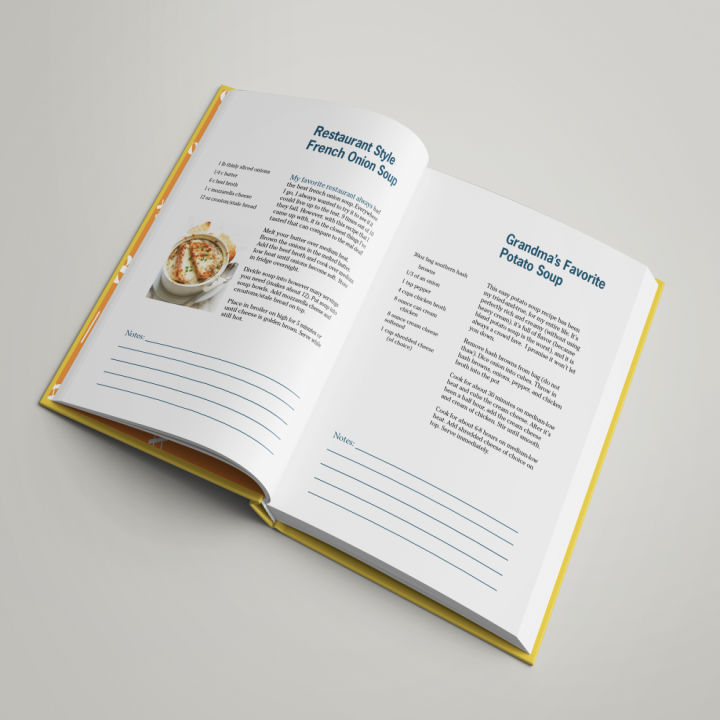 Restaurant Style
French Onion Soup
1 lb thinly sliced onions
1/4 c butter
8 c beef broth
1 c mozzarella cheese
12 oz croutons/stale bread
My favorite restaurant always had
the best french onion soup. Everywhere
I go, I always wanted to try it to see if it
could live up to the test. 9 times out of 10
they fail. However, with this recipe that I
came up with, it is the closest things I've
tasted that can compare to the real deal!
Melt your butter over medium heat.
Brown the onions in the melted butter.
Add the beef broth and cook over medium
low heat until onions become soft. Store
in fridge overnight.
Divide soup into however many servings
you need (makes about 12). Put soup into
soup bowls. Add mozzarella cheese and
croutons/stale bread on top.
Place in broiler on high for 5 minutes or
until cheese is golden brown. Serve while
still hot.
Notes:
Grandma's Favorite
Potato Soup
30oz bag southern hash
browns
1/3 of an onion
1 tsp pepper
4 cups chicken broth
8 ounce can cream
chicken
8 ounce cream cheese
softened
1 cup shredded cheese
(of choice)
This easy potato soup recipe has been
my tried-and-true, for my entire life. It's
perfectly rich and creamy (without using
heavy cream), it's full of flavor (because
bland potato soup is the worst), and it is
always a crowd love. I promise it won't let
you down.
Remove hash browns from bag (do not
thaw). Dice onion into cubes. Throw in
hash browns, onions, pepper, and chicken
broth into the pot.
Cook for about 30 minutes on medium-low
heat and cube the cream cheese. After it's
been a half hour, add the cream cheese
and cream of chicken. Stir until smooth.
Cook for about 6-8 hours on medium-low
heat. Add shredded cheese of choice on
top. Serve immediately.
Notes: